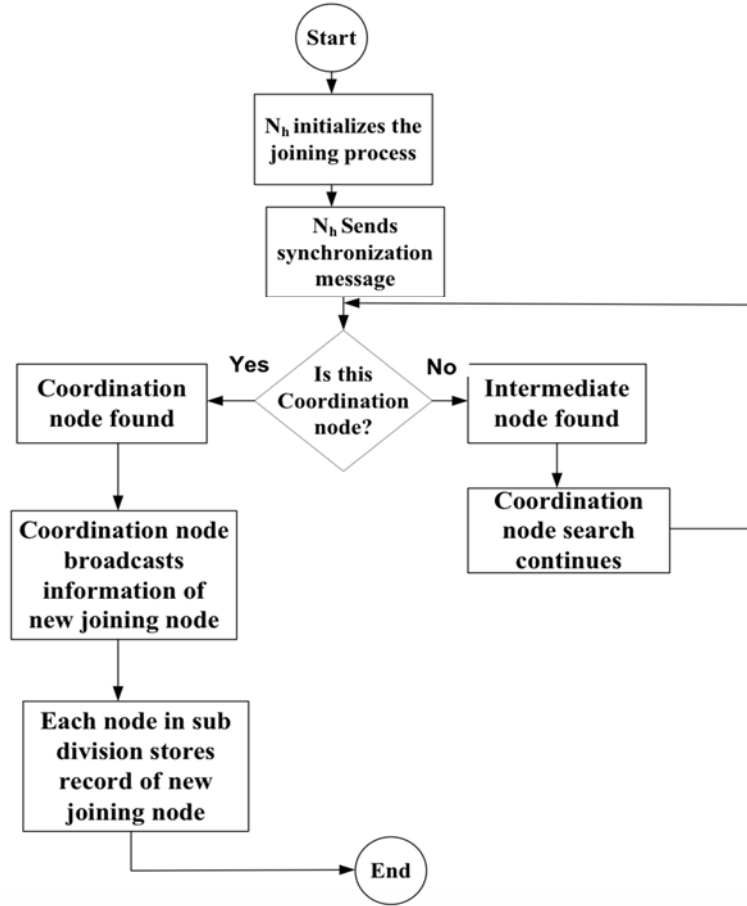 Start
Nh initializes the
joining process
Nh Sends
synchronization
message
Yes
Is this
Coordination
node?
No
Coordination
node found
Intermediate
node found
Coordination node
broadcasts
information of
new joining node
Coordination
node search
continues
Each node in sub
division stores
record of new
joining node
End